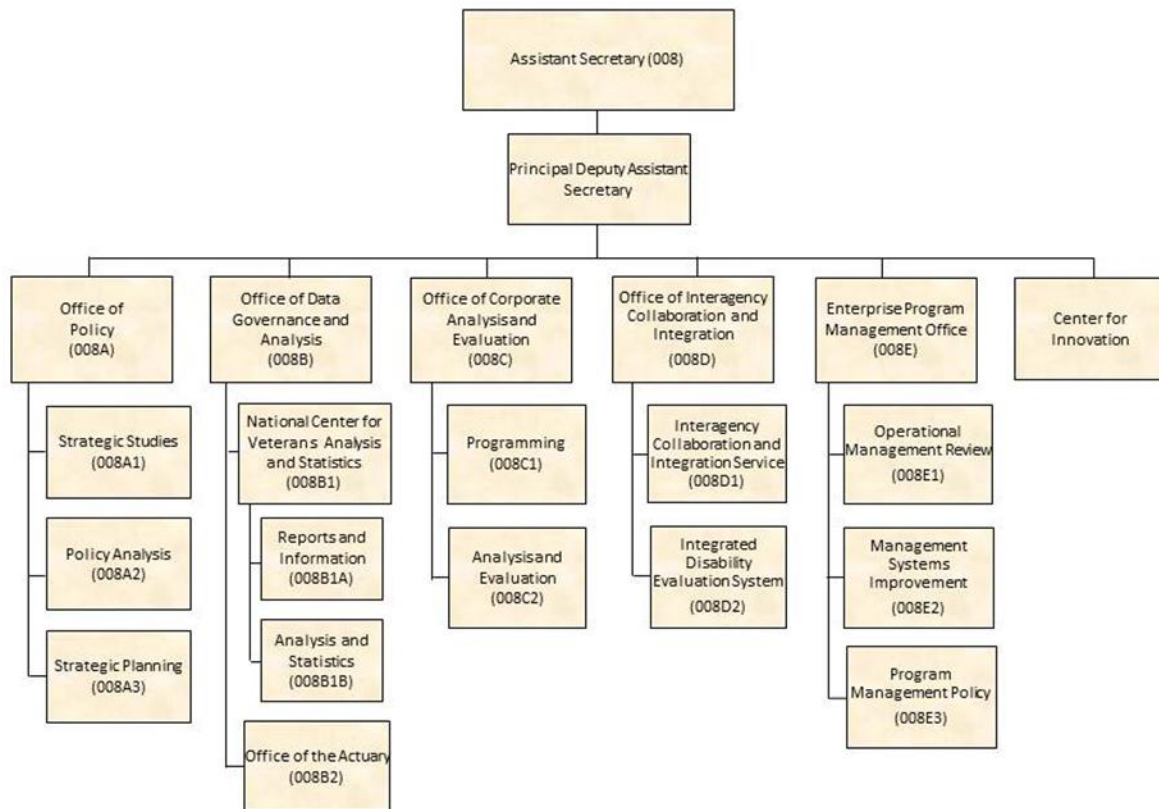 Assistant Secretary (008)
Principal Deputy Assistant
Secretary
Office of
Policy
(008A)
Office of Data
Governance and
Analysis
(008B)
Office of Corporate
Analysis and
Evaluation
(008C)
Office of Interagency
Collaboration and
Integration
(008D)
Enterprise Program
Management Office
(008E)
Center for
Innovation
Strategic Studies
(008A1)
Policy Analysis
(008A2)
Strategic Planning
(008A3)
National Center for
Veterans Analysis
and Statistics
(008B1)
Reports and
Information
(008B1A)
Analysis and
Statistics
(008B1B)
Office of the Actuary
(008B2)
Programming
(008C1)
Analysis and
Evaluation
(008C2)
Interagency
Collaboration and
Integration Service
(008D1)
Integrated
Disability
Evaluation System
(008D2)
Operational
Management Review
(008E1)
Management
Systems
Improvement
(008E2)
Program
Management Policy
(008E3)